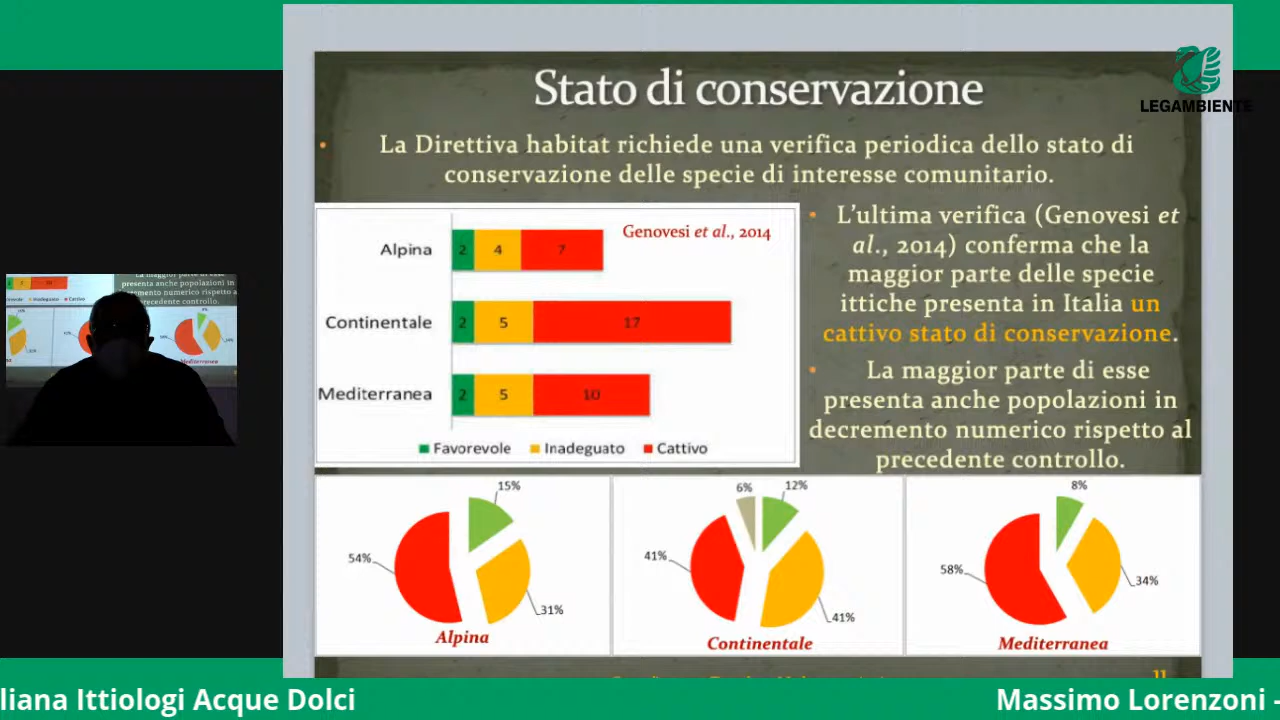 LEGAMBIENTE
Stato di conservazione
• La Direttiva habitat richiede una verifica periodica dello stato di
conservazione delle specie di interesse comunitario.
Genovesi et al., 2014
Alpina 2 4 7
Continentale 2 5 17
Mediterranea 2 5 10
Favorevole Inadeguato Cattivo
• L'ultima verifica (Genovesi et
al., 2014) conferma che la
maggior parte delle specie
ittiche presenta in Italia un
cattivo stato di conservazione.
• La maggior parte di esse
presenta anche popolazioni in
decremento numerico rispetto al
precedente controllo.
15%
54%
31%
Alpina
6%
12%
41%
41%
Continentale
8%
58%
34%
Mediterranea
11
liana Ittiologi Acque Dolci
Massimo Lorenzoni -